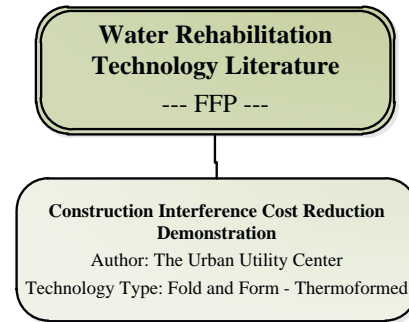 Water Rehabilitation
Technology Literature
--- FFP ---
Construction Interference Cost Reduction
Demonstration
Author: The Urban Utility Center
Technology Type: Fold and Form - Thermoformed